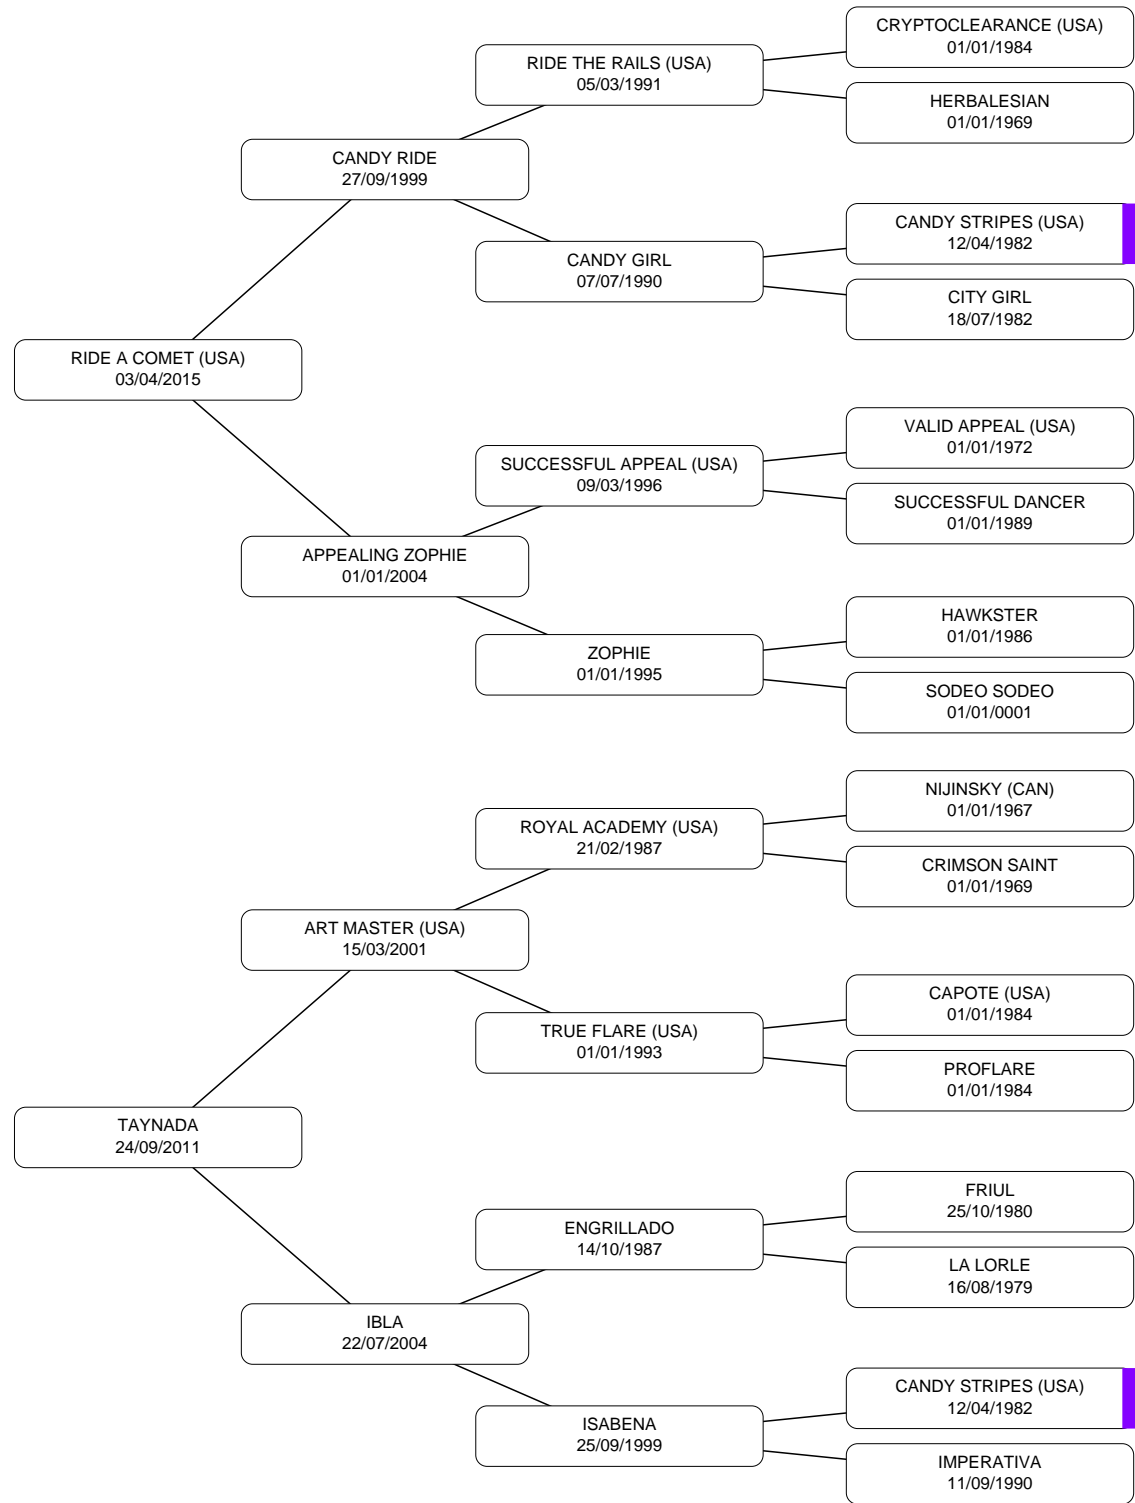 CRYPTOCLEARANCE (USA)
01/01/1984
RIDE THE RAILS (USA)
05/03/1991
HERBALESIAN
01/01/1969
CANDY RIDE
27/09/1999
CANDY STRIPES (USA)
12/04/1982
CANDY GIRL
07/07/1990
CITY GIRL
18/07/1982
RIDE A COMET (USA)
03/04/2015
VALID APPEAL (USA)
01/01/1972
SUCCESSFUL APPEAL (USA)
09/03/1996
SUCCESSFUL DANCER
01/01/1989
APPEALING ZOPHIE
01/01/2004
HAWKSTER
01/01/1986
ZOPHIE
01/01/1995
SODEO SODEO
01/01/0001
NIJINSKY (CAN)
01/01/1967
ROYAL ACADEMY (USA)
21/02/1987
CRIMSON SAINT
01/01/1969
ART MASTER (USA)
15/03/2001
CAPOTE (USA)
01/01/1984
TRUE FLARE (USA)
01/01/1993
PROFLARE
01/01/1984
TAYNADA
24/09/2011
FRIUL
25/10/1980
ENGRILLADO
14/10/1987
LA LORLE
16/08/1979
IBLA
22/07/2004
CANDY STRIPES (USA)
12/04/1982
ISABENA
25/09/1999
IMPERATIVA
11/09/1990